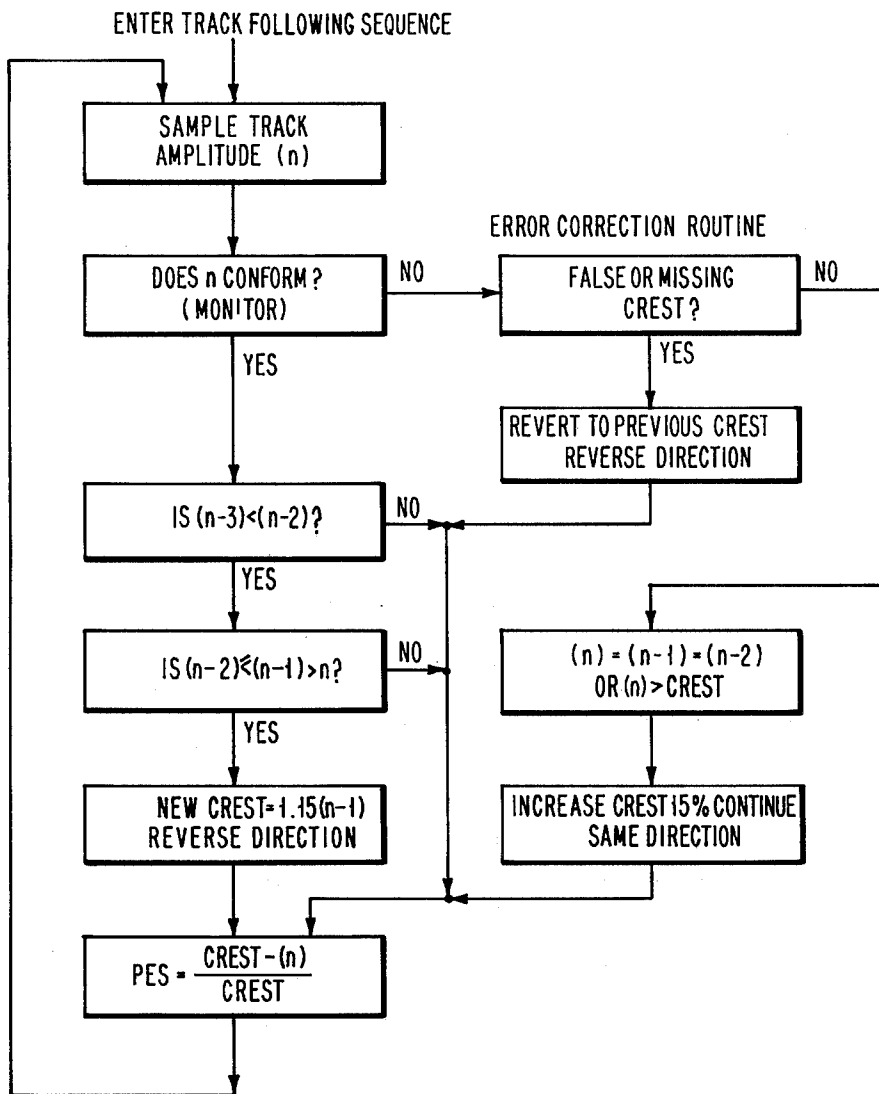 ENTER TRACK FOLLOWING SEQUENCE
SAMPLE TRACK
AMPLITUDE (n)
DOES n CONFORM?
(MONITOR)
NO
YES
ERROR CORRECTION ROUTINE
FALSE OR MISSING
CREST?
NO
YES
REVERT TO PREVIOUS CREST
REVERSE DIRECTION
IS (n-3)<(n-2)?
NO
YES
IS (n-2)≤(n-1)>n?
NO
YES
(n) = (n-1) = (n-2)
OR (n) > CREST
NEW CREST=1.15(n-1)
REVERSE DIRECTION
INCREASE CREST 15% CONTINUE
SAME DIRECTION
PES = CREST-(n)
CREST